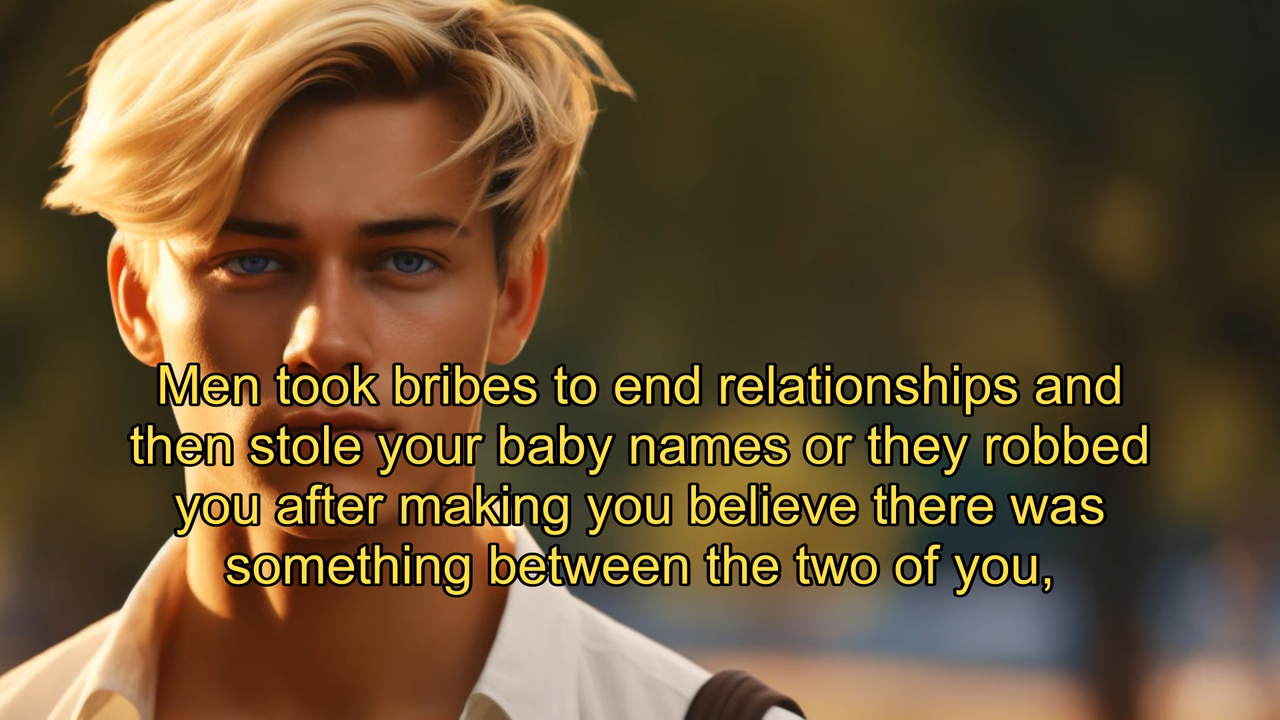 Men took bribes to end relationships and
then stole your baby names or they robbed
you after making you believe there was
something between the two of you,